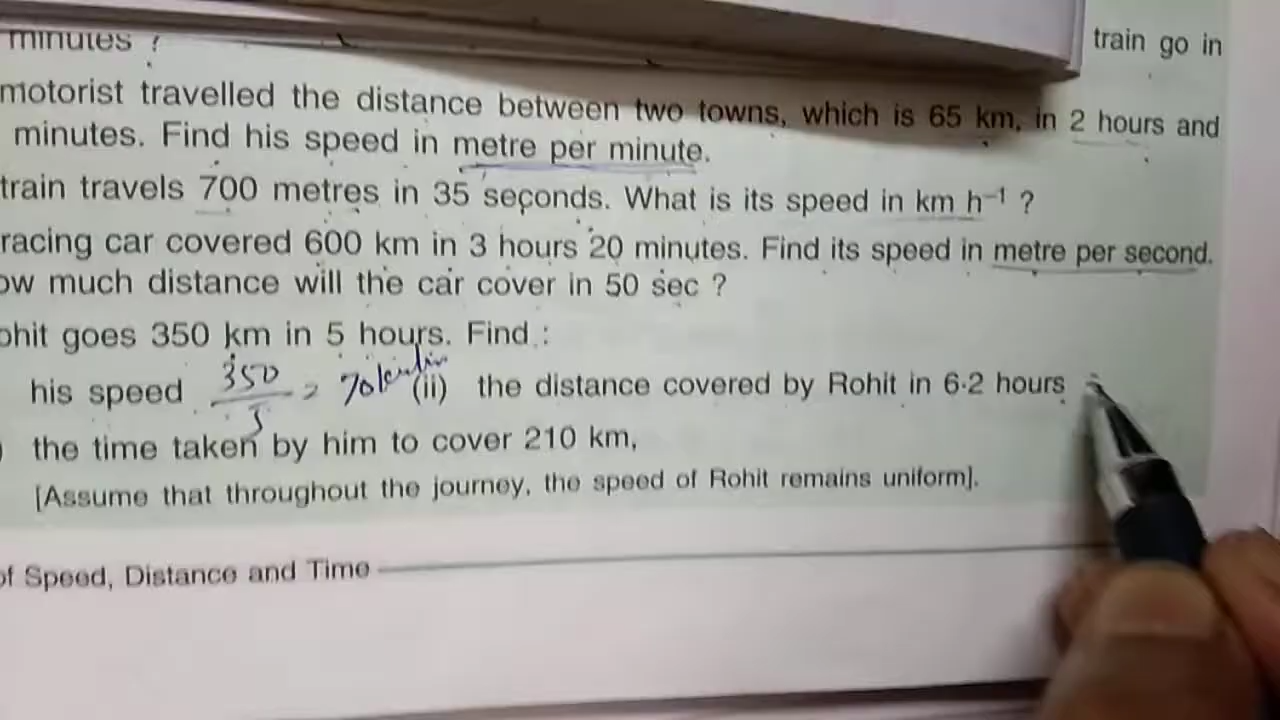 minutes ?
train go in
motorist travelled the distance between two towns, which is 65 km, in 2 hours and
minutes. Find his speed in metre per minute.
train travels 700 metres in 35 seconds. What is its speed in km h⁻¹ ?
racing car covered 600 km in 3 hours 20 minutes. Find its speed in metre per second.
ow much distance will the car cover in 50 sec ?
ohit goes 350 km in 5 hours. Find :
his speed 350/5 = 70 (ii) the distance covered by Rohit in 6·2 hours
) the time taken by him to cover 210 km,
[Assume that throughout the journey, the speed of Rohit remains uniform].
of Speed, Distance and Time